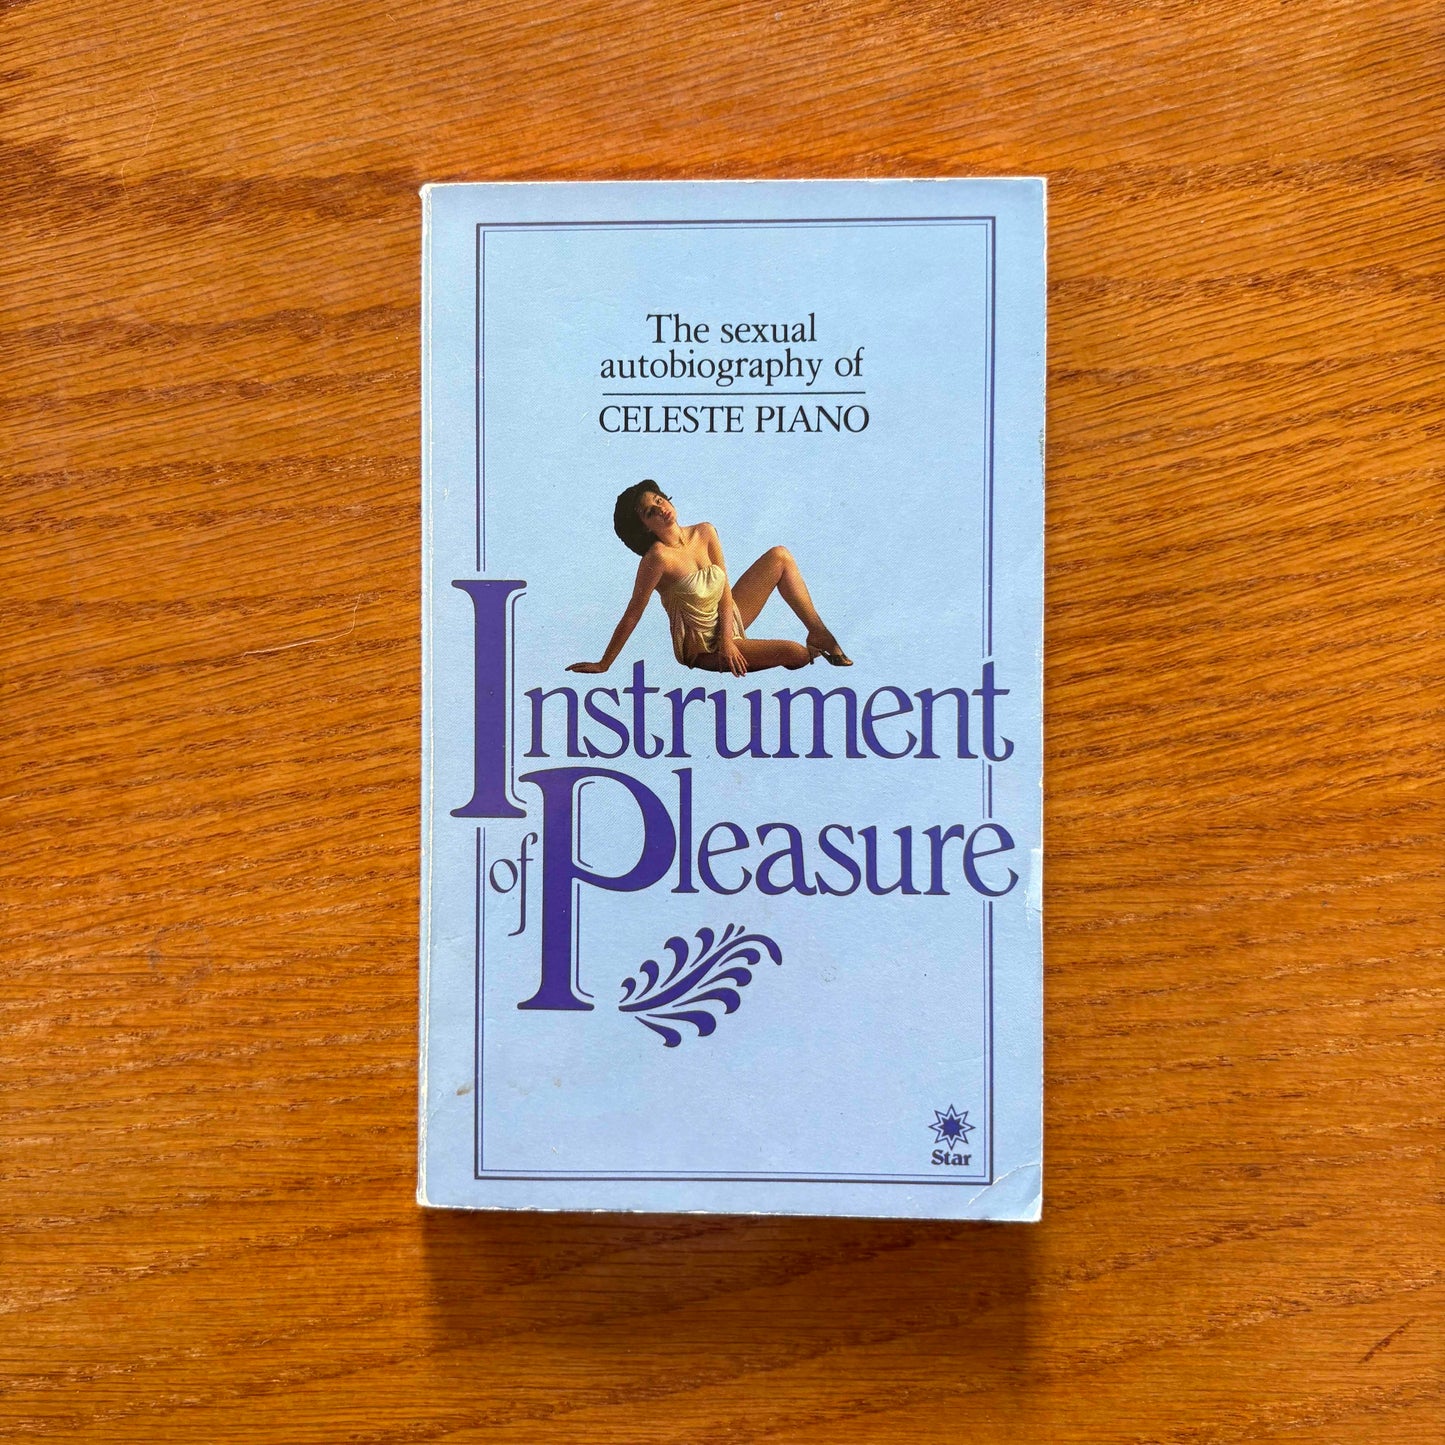 The sexual
autobiography of
CELESTE PIANO
Instrument
of Pleasure
Star